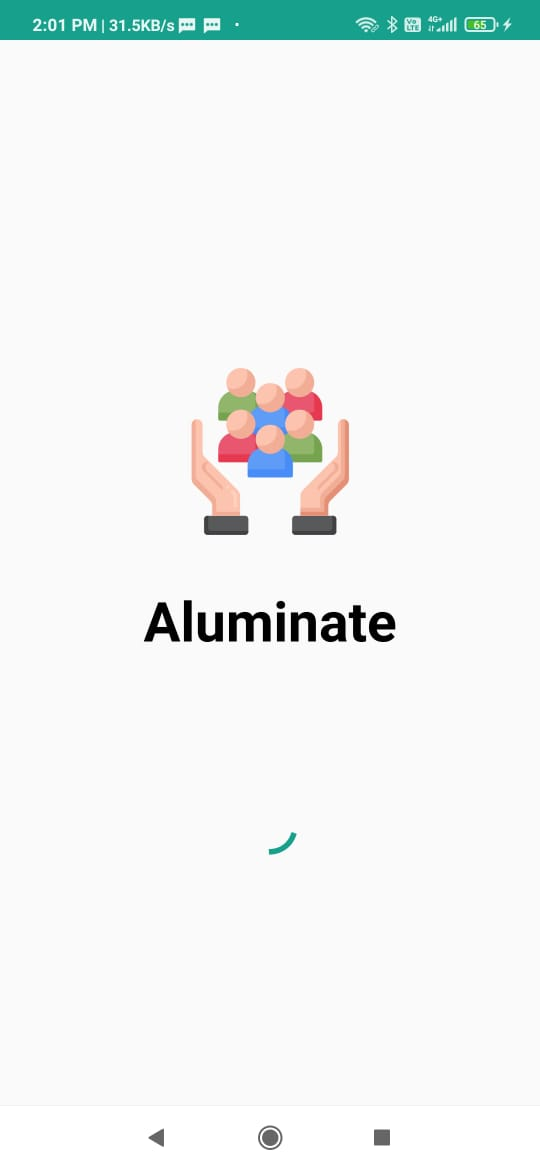 2:01 PM | 31.5KB/s
Vo LTE 4G+ 65
Aluminate